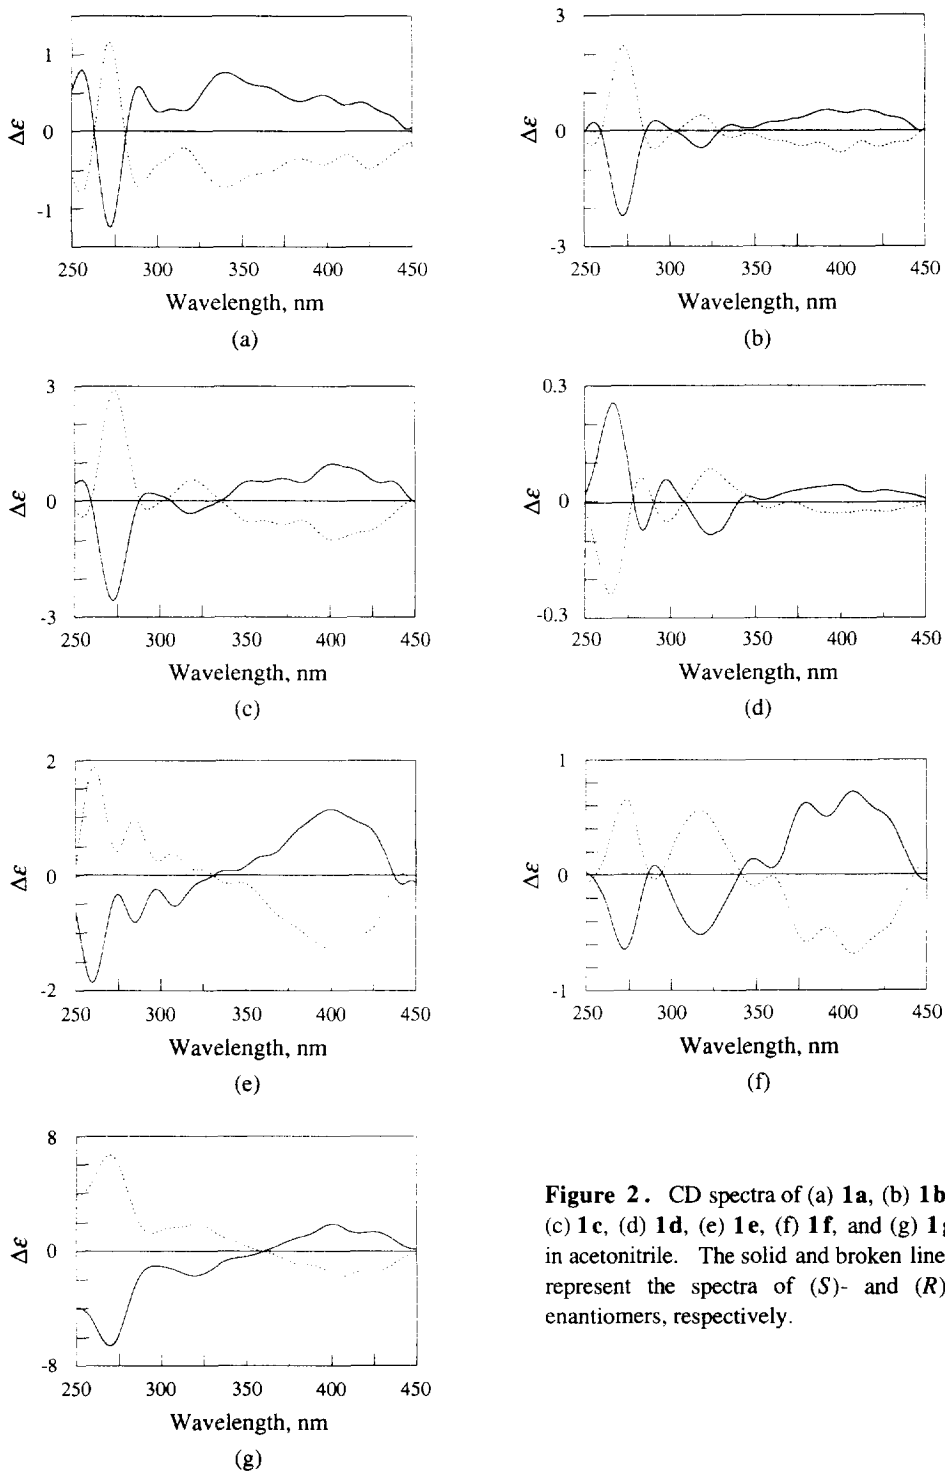 1
0
-1
Δε
250 300 350 400 450
Wavelength, nm
(a)
3
0
-3
Δε
250 300 350 400 450
Wavelength, nm
(b)
3
0
-3
Δε
250 300 350 400 450
Wavelength, nm
(c)
0.3
0
-0.3
Δε
250 300 350 400 450
Wavelength, nm
(d)
2
0
-2
Δε
250 300 350 400 450
Wavelength, nm
(e)
1
0
-1
Δε
250 300 350 400 450
Wavelength, nm
(f)
8
0
-8
Δε
250 300 350 400 450
Wavelength, nm
(g)
Figure 2. CD spectra of (a) 1a, (b) 1b
(c) 1c, (d) 1d, (e) 1e, (f) 1f, and (g) 1g
in acetonitrile. The solid and broken line
represent the spectra of (S)- and (R)
enantiomers, respectively.